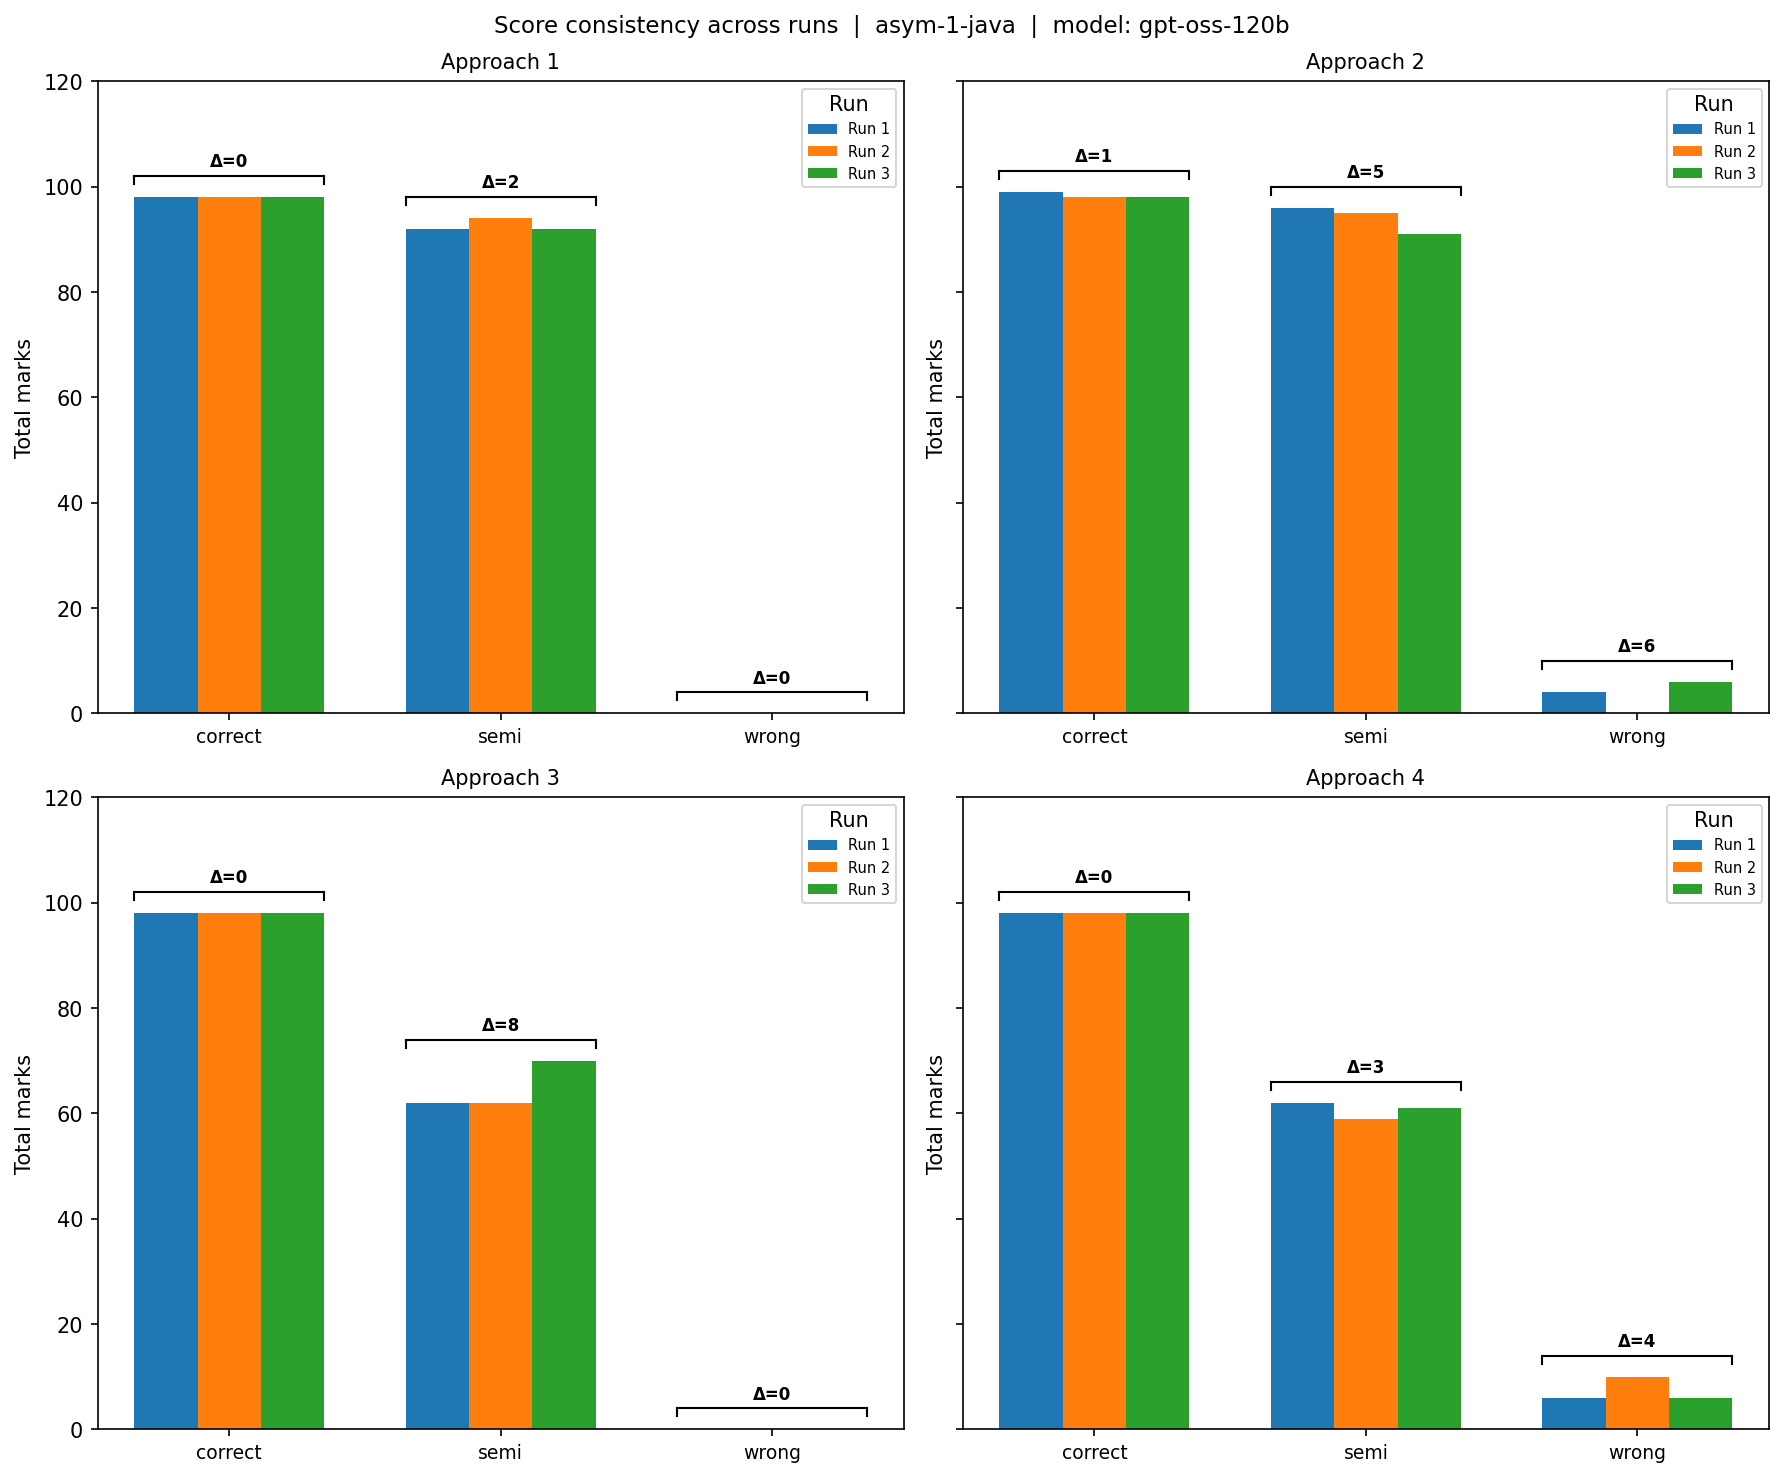 Score consistency across runs | asym-1-java | model: gpt-oss-120b
Approach 1
Total marks
120
100
80
60
40
20
0
Δ=0
Δ=2
Δ=0
Run
Run 1
Run 2
Run 3
correct
semi
wrong
Approach 2
Total marks
Δ=1
Δ=5
Δ=6
Run
Run 1
Run 2
Run 3
correct
semi
wrong
Approach 3
Total marks
120
100
80
60
40
20
0
Δ=0
Δ=8
Δ=0
Run
Run 1
Run 2
Run 3
correct
semi
wrong
Approach 4
Total marks
Δ=0
Δ=3
Δ=4
Run
Run 1
Run 2
Run 3
correct
semi
wrong